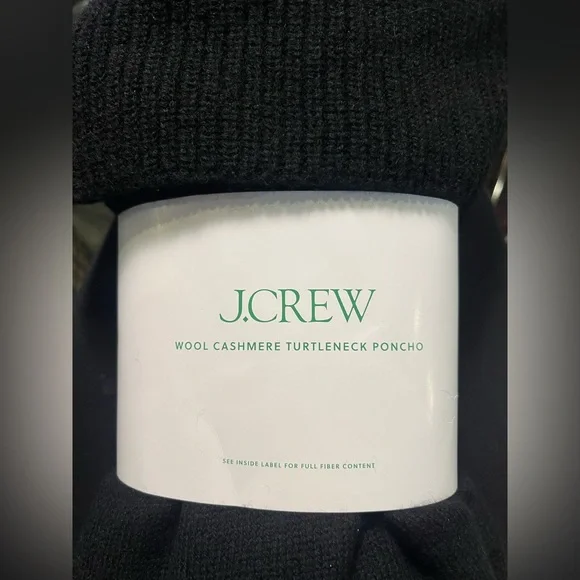 J.CREW
WOOL CASHMERE TURTLENECK PONCHO
SEE INSIDE LABEL FOR FULL FIBER CONTENT